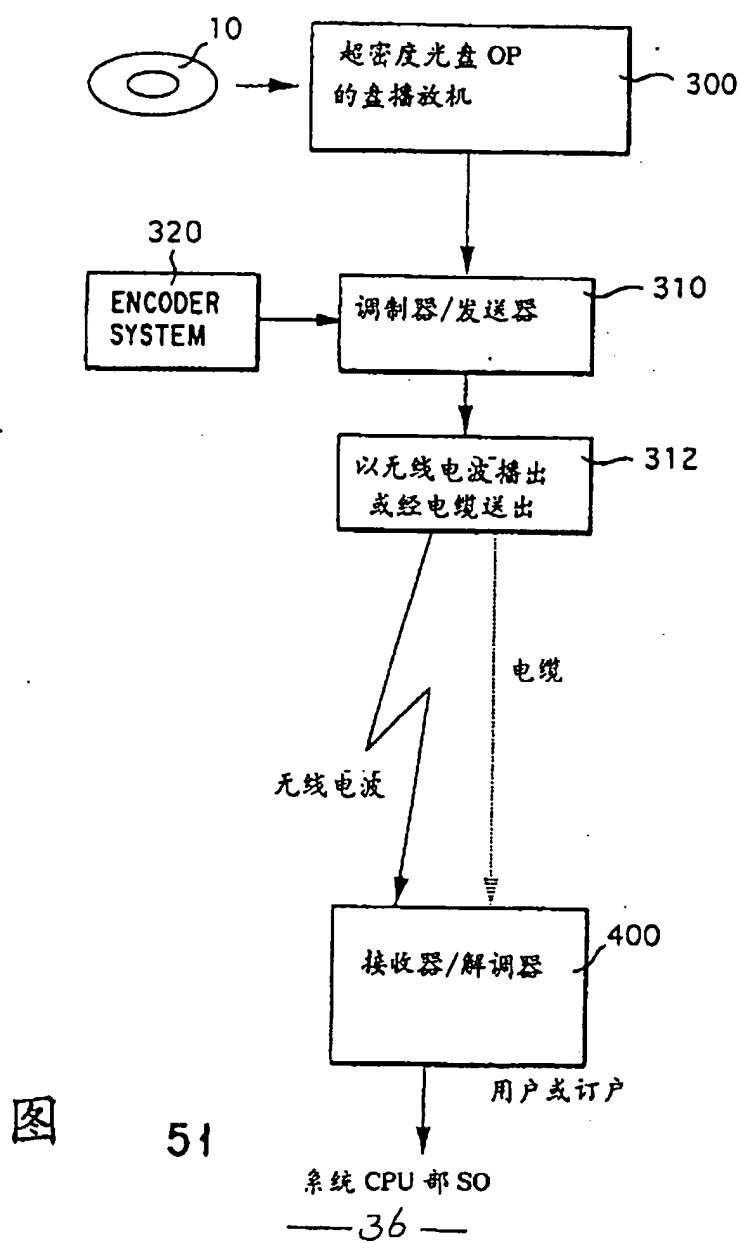 10
超密度光盘 OP
的盘播放机
300
320
ENCODER
SYSTEM
调制器/发送器
310
以无线电波播出
或经电缆送出
312
电缆
无线电波
接收器/解调器
400
用户或订户
图 51
系统 CPU 部 SO
36